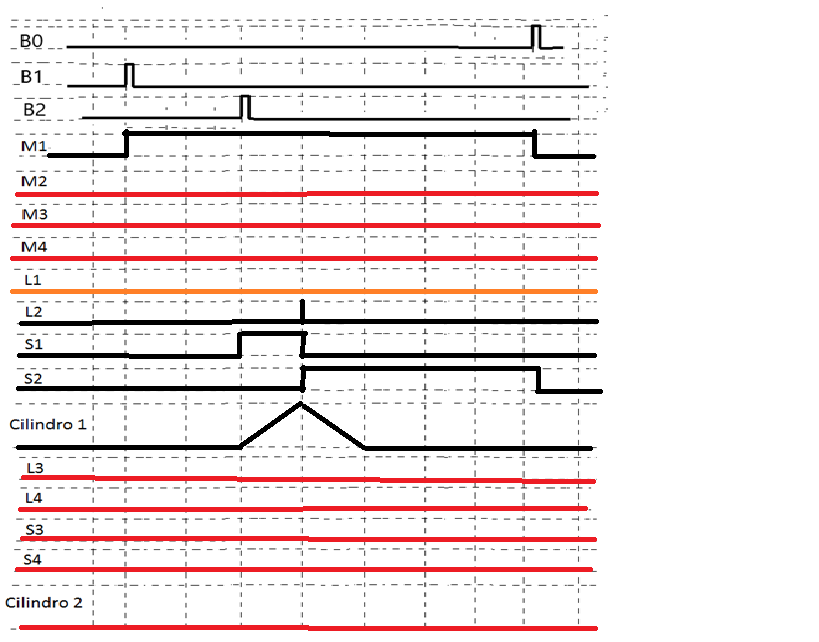 B0
B1
B2
M1
M2
M3
M4
L1
L2
S1
S2
Cilindro 1
L3
L4
S3
S4
Cilindro 2